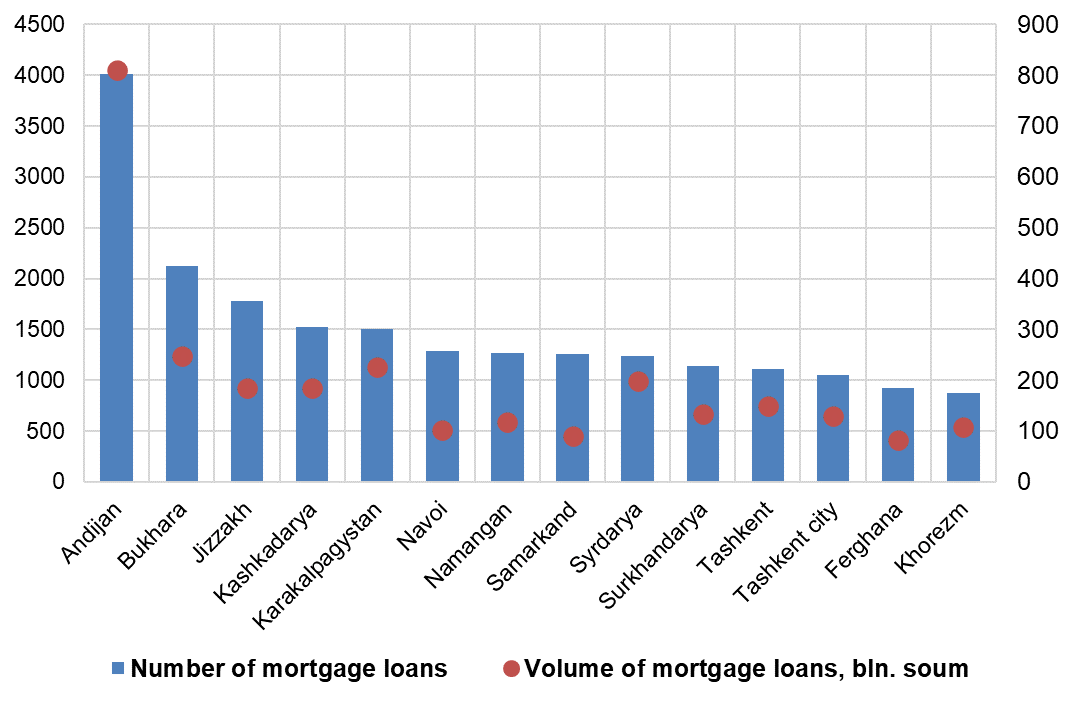 4500
4000
3500
3000
2500
2000
1500
1000
500
0
900
800
700
600
500
400
300
200
100
0
Andijan
Bukhara
Jizzakh
Kashkadarya
Karakalpagystan
Navoi
Namangan
Samarkand
Syrdarya
Surkhandarya
Tashkent
Tashkent city
Ferghana
Khorezm
Number of mortgage loans
Volume of mortgage loans, bln. soum